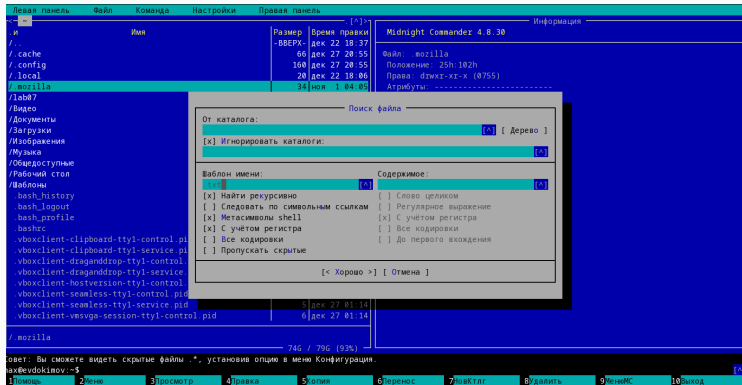 Левая панель Файл Команда Настройки Правая панель
<- ~ .[^]>
.и Имя Размер Время правки
/.. -ВВЕРХ- дек 22 18:37
/.cache 66 дек 27 20:55
/.config 160 дек 27 20:55
/.local 20 дек 22 18:06
/.mozilla 34 ноя 1 04:05
/lab07
/Видео
/Документы
/Загрузки
/Изображения
/Музыка
/Общедоступные
/Рабочий стол
/Шаблоны
.bash_history
.bash_logout
.bash_profile
.bashrc
.vboxclient-clipboard-tty1-control.pi
.vboxclient-clipboard-tty1-service.pi
.vboxclient-draganddrop-tty1-control.
.vboxclient-draganddrop-tty1-service.
.vboxclient-hostversion-tty1-control.
.vboxclient-seamless-tty1-control.pid
.vboxclient-seamless-tty1-service.pid 5 дек 27 01:14
.vboxclient-vmsvga-session-tty1-control.pid 6 дек 27 01:14
/.mozilla
74G / 79G (93%)
Информация
Midnight Commander 4.8.30
Файл: .mozilla
Положение: 25h:102h
Права: drwxr-xr-x (0755)
Атрибуты: -------------------------
Поиск файла
От каталога:
. [^] [ Дерево ]
[x] Игнорировать каталоги:
[^]
Шаблон имени: Содержимое:
.txt [^] [^]
[x] Найти рекурсивно [ ] Слово целиком
[ ] Следовать по символьным ссылкам [ ] Регулярное выражение
[x] Метасимволы shell [x] С учётом регистра
[x] С учётом регистра [ ] Все кодировки
[ ] Все кодировки [ ] До первого вхождения
[ ] Пропускать скрытые
[< Хорошо >] [ Отмена ]
Совет: Вы сможете видеть скрытые файлы .*, установив опцию в меню Конфигурация.
max@evdokimov:~$ [^]
1Помощь 2Меню 3Просмотр 4Правка 5Копия 6Перенос 7НовКтлг 8Удалить 9МенюМС 10Выход